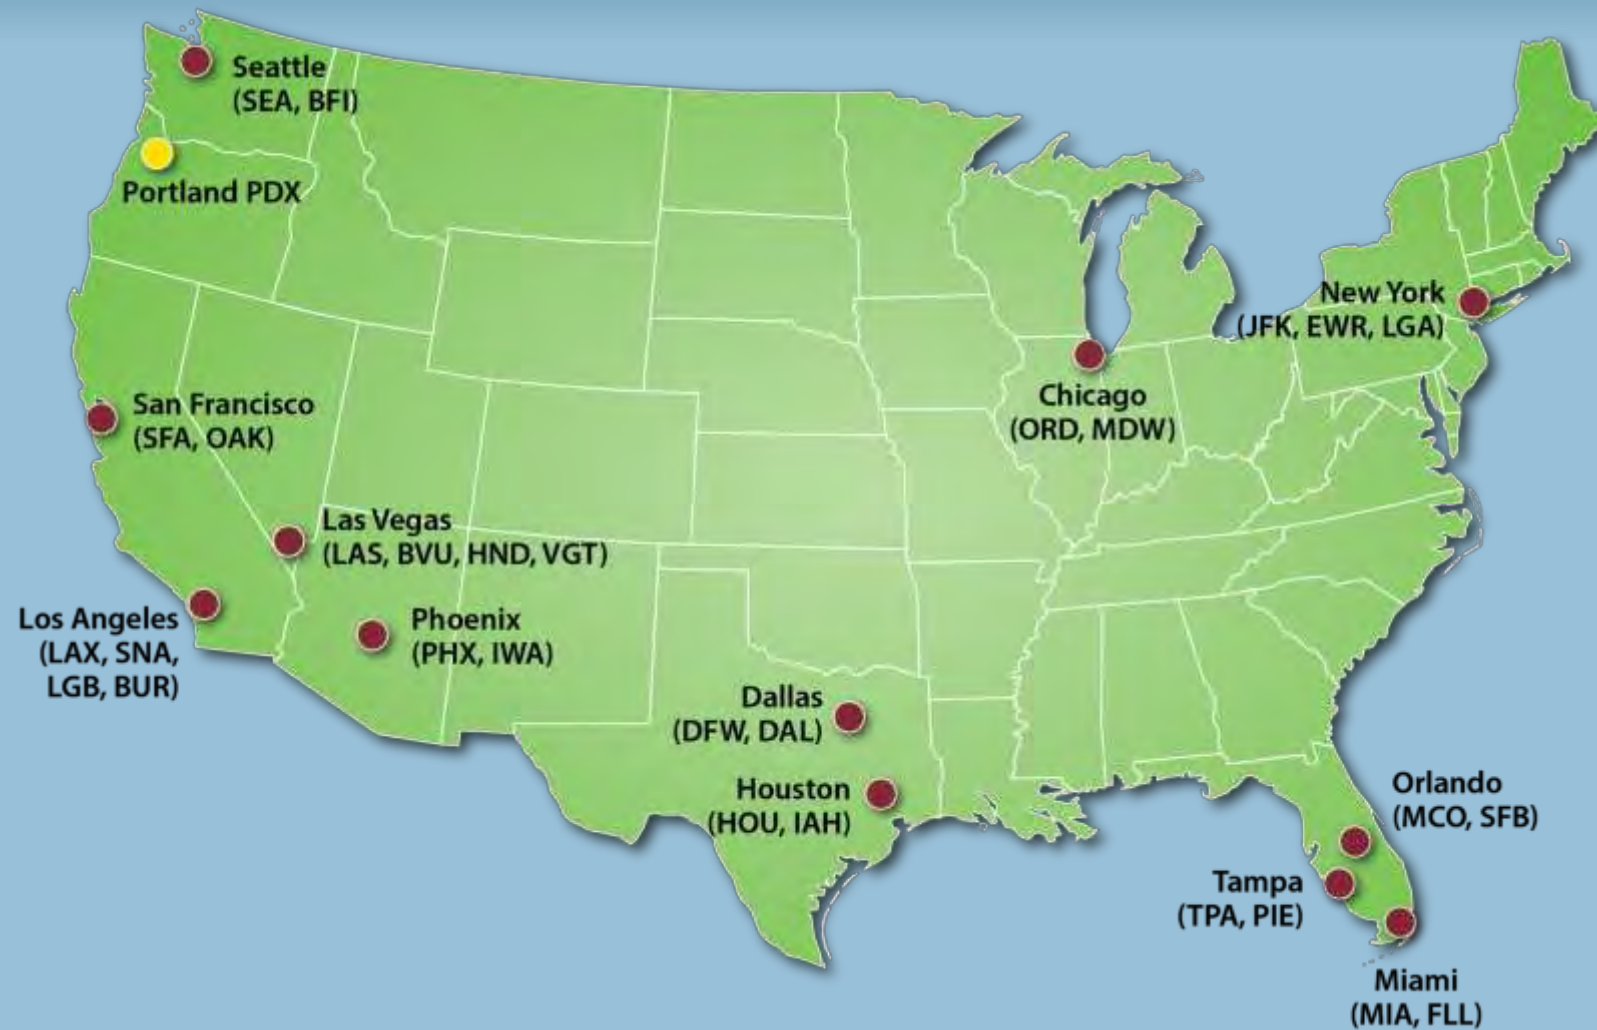 Seattle
(SEA, BFI)
Portland PDX
New York
(JFK, EWR, LGA)
Chicago
(ORD, MDW)
San Francisco
(SFA, OAK)
Las Vegas
(LAS, BVU, HND, VGT)
Los Angeles
(LAX, SNA,
LGB, BUR)
Phoenix
(PHX, IWA)
Dallas
(DFW, DAL)
Houston
(HOU, IAH)
Orlando
(MCO, SFB)
Tampa
(TPA, PIE)
Miami
(MIA, FLL)